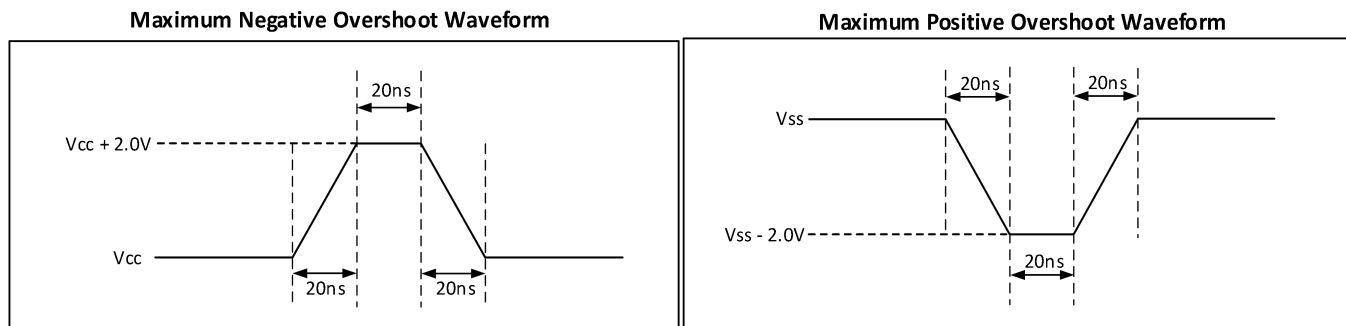 Maximum Negative Overshoot Waveform
20ns
Vcc + 2.0V
Vcc
20ns
20ns
Maximum Positive Overshoot Waveform
20ns
20ns
Vss
Vss - 2.0V
20ns